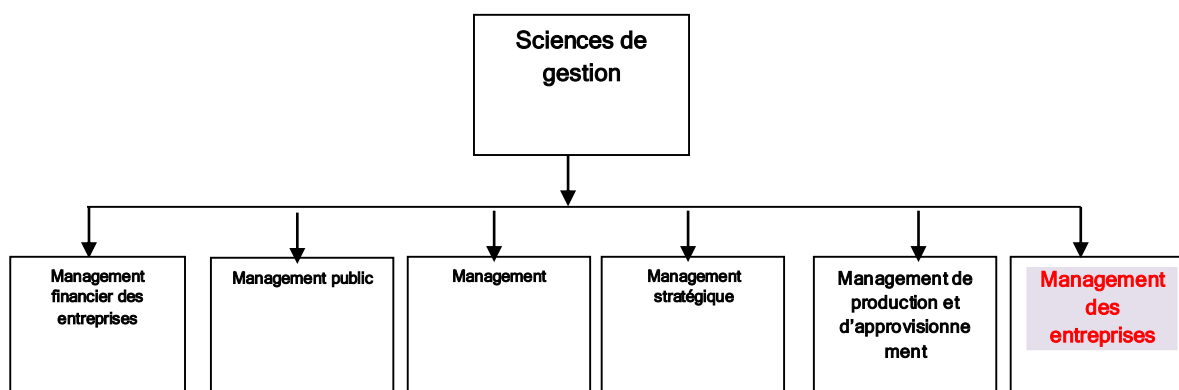 Sciences de
gestion
Management
financier des
entreprises
Management public
Management
Management
stratégique
Management de
production et
d'approvisionne
ment
Management
des
entreprises